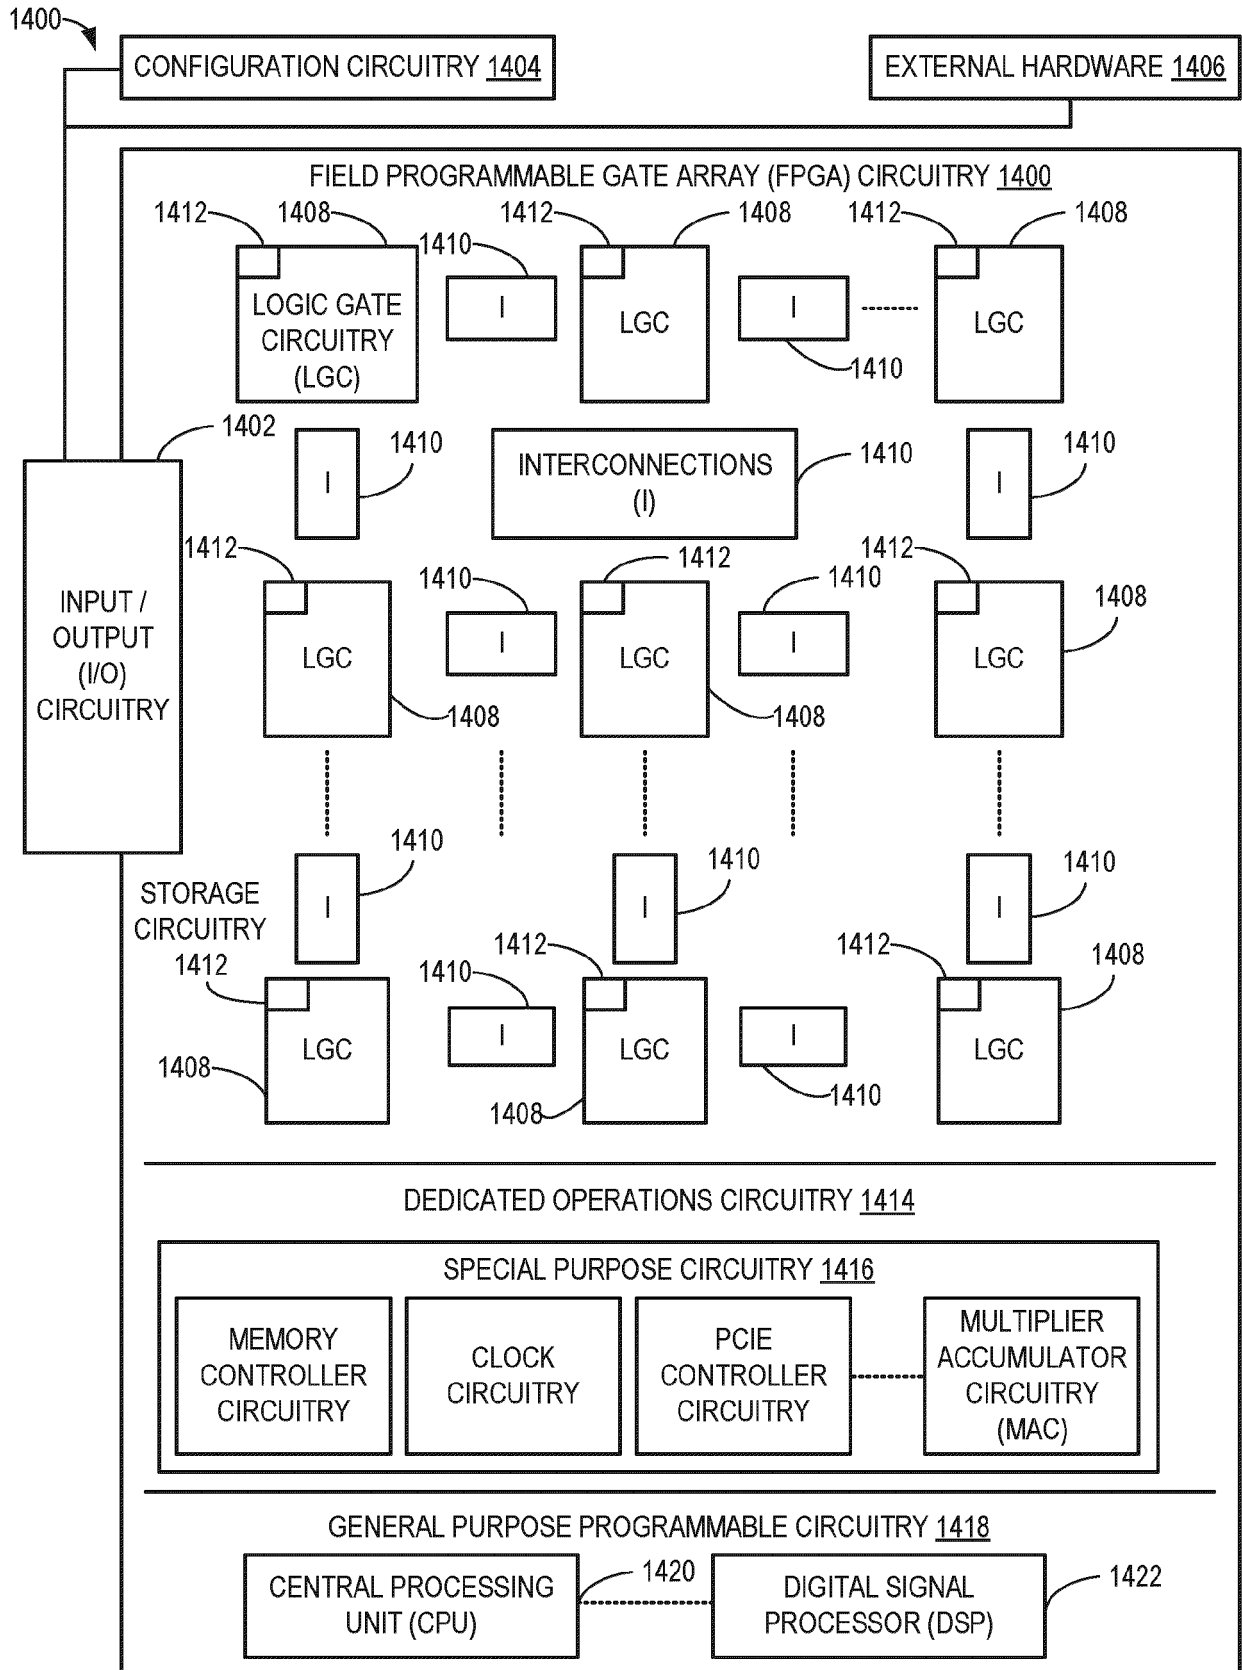 1400
CONFIGURATION CIRCUITRY 1404
EXTERNAL HARDWARE 1406
FIELD PROGRAMMABLE GATE ARRAY (FPGA) CIRCUITRY 1400
1412
1408
1410
1412
1408
1412
1408
LOGIC GATE
CIRCUITRY
(LGC)
I
LGC
I
LGC
1410
1402
1410
1410
1410
I
INTERCONNECTIONS
(I)
I
1412
1410
1412
1410
1412
1408
INPUT /
OUTPUT
(I/O)
CIRCUITRY
LGC
I
LGC
I
LGC
1408
1408
1410
1410
1410
STORAGE
CIRCUITRY
I
I
I
1412
1410
1412
1412
1408
LGC
I
LGC
I
LGC
1408
1408
1410
DEDICATED OPERATIONS CIRCUITRY 1414
SPECIAL PURPOSE CIRCUITRY 1416
MEMORY
CONTROLLER
CIRCUITRY
CLOCK
CIRCUITRY
PCIE
CONTROLLER
CIRCUITRY
MULTIPLIER
ACCUMULATOR
CIRCUITRY
(MAC)
GENERAL PURPOSE PROGRAMMABLE CIRCUITRY 1418
CENTRAL PROCESSING
UNIT (CPU)
1420
DIGITAL SIGNAL
PROCESSOR (DSP)
1422